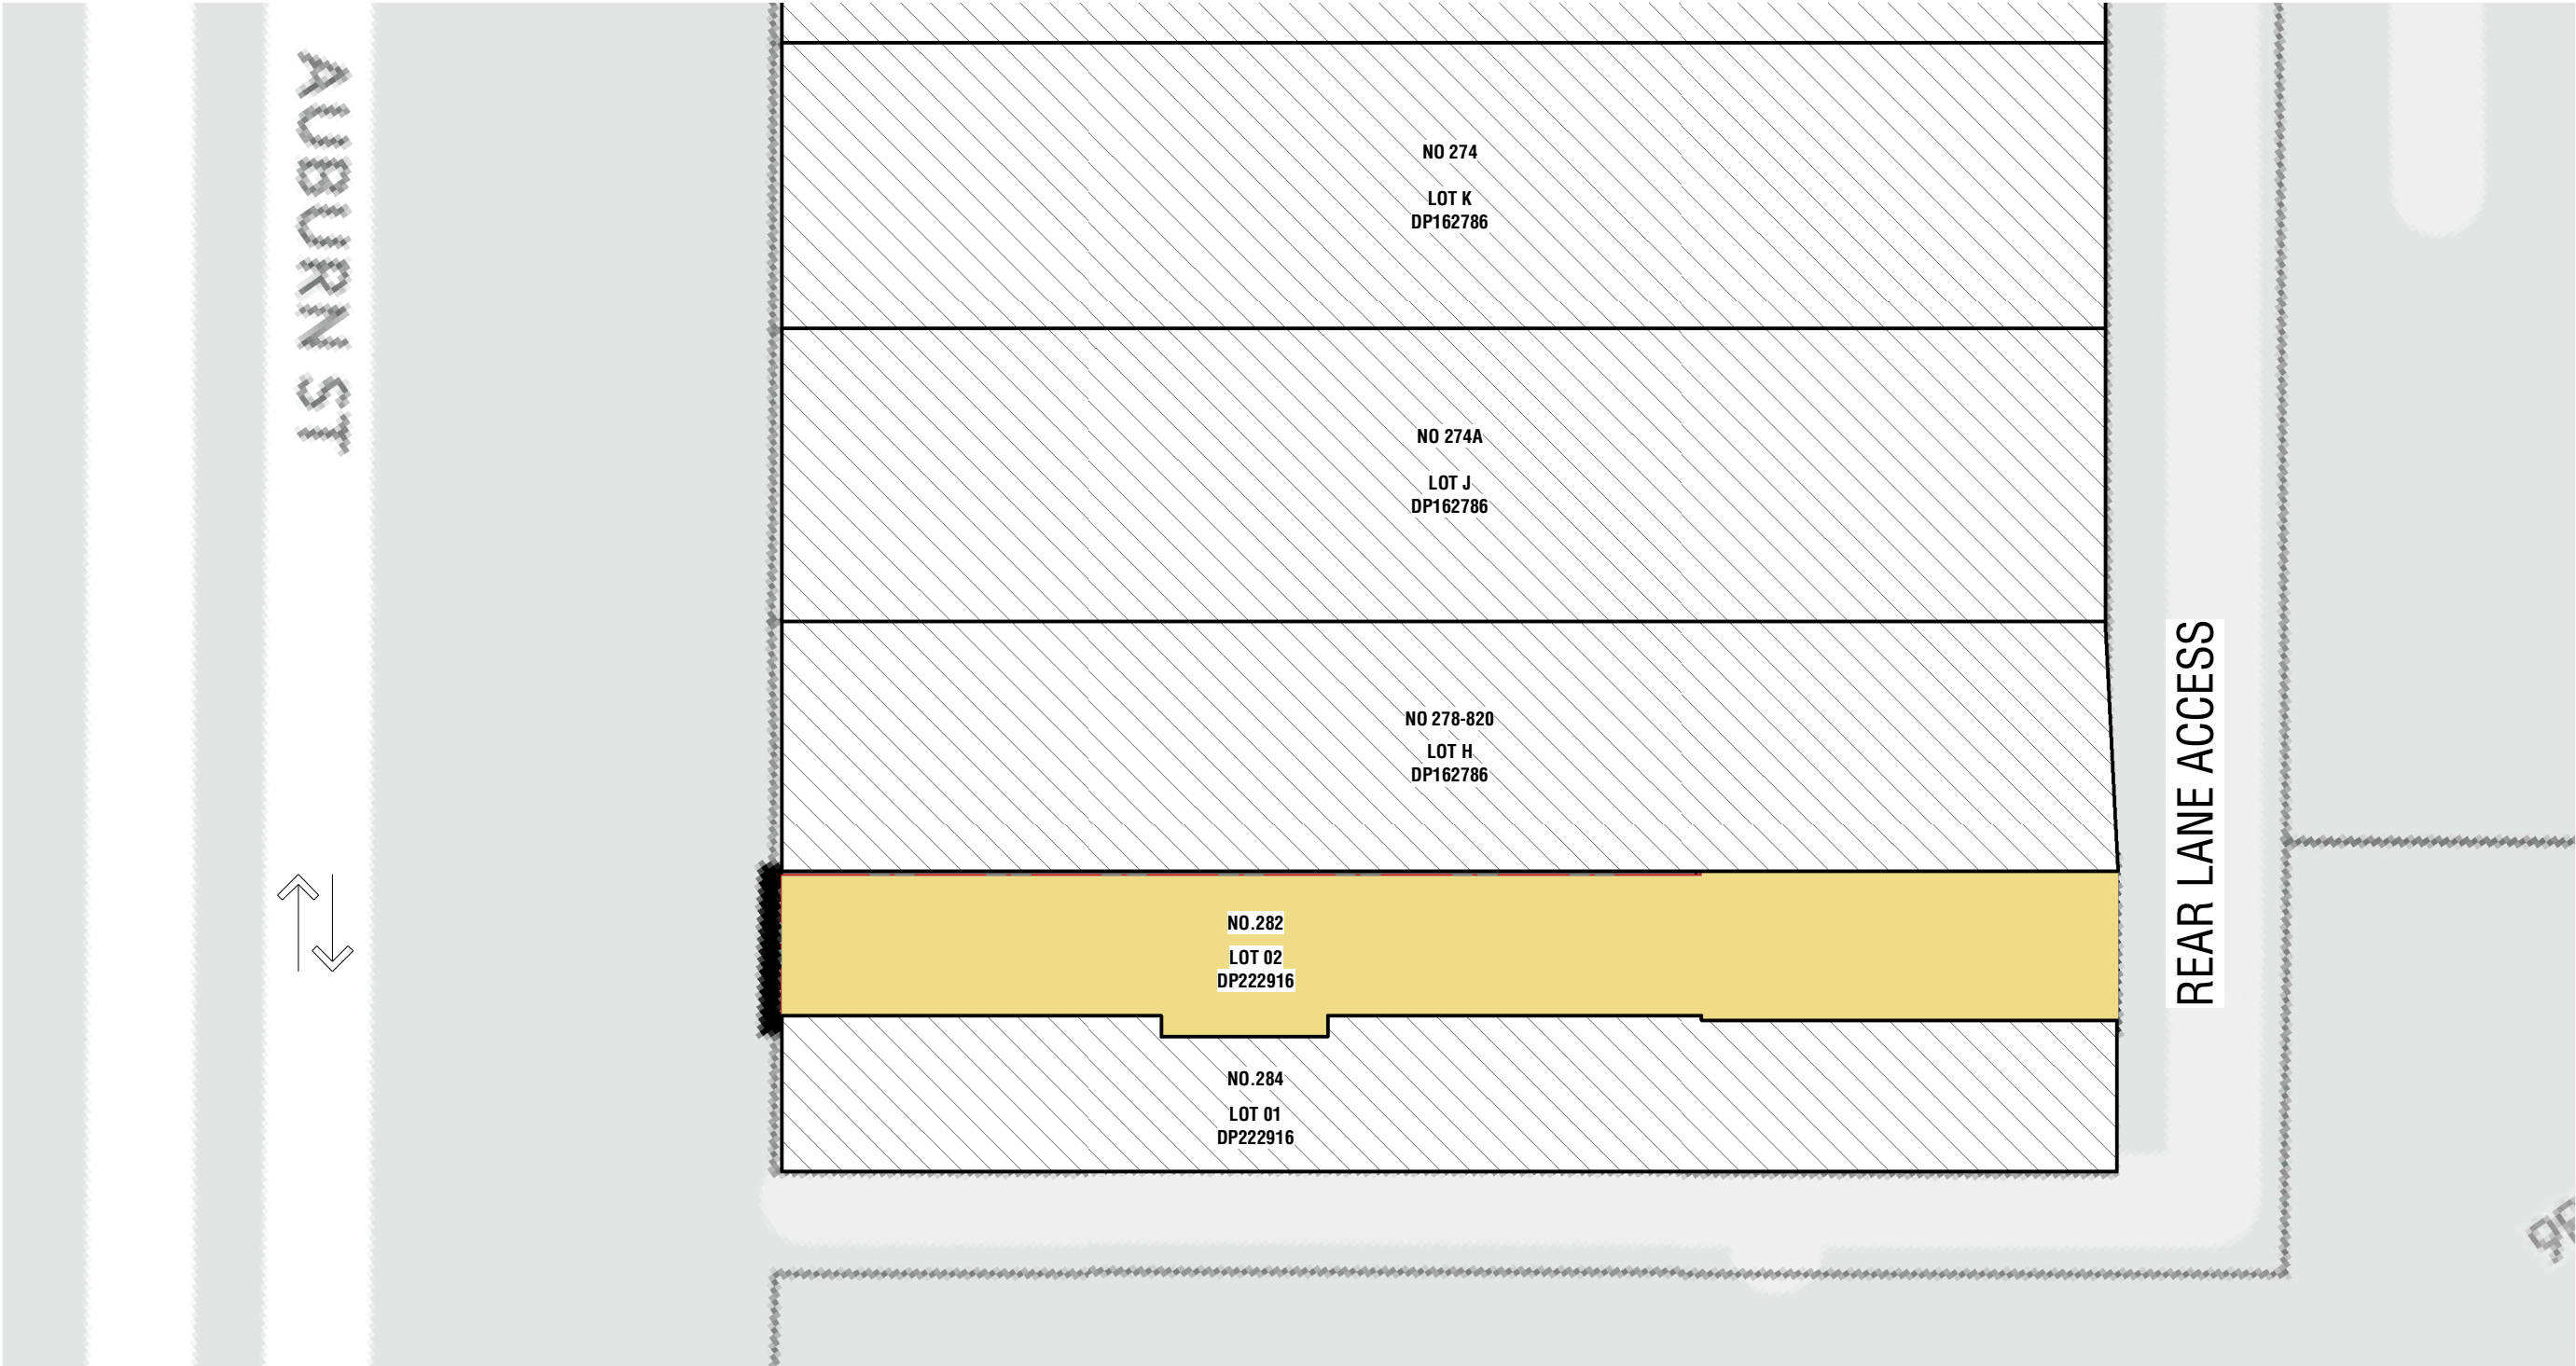 AUBURN ST
NO 274
LOT K
DP162786
NO 274A
LOT J
DP162786
NO 278-820
LOT H
DP162786
REAR LANE ACCESS
NO.282
LOT 02
DP222916
NO.284
LOT 01
DP222916